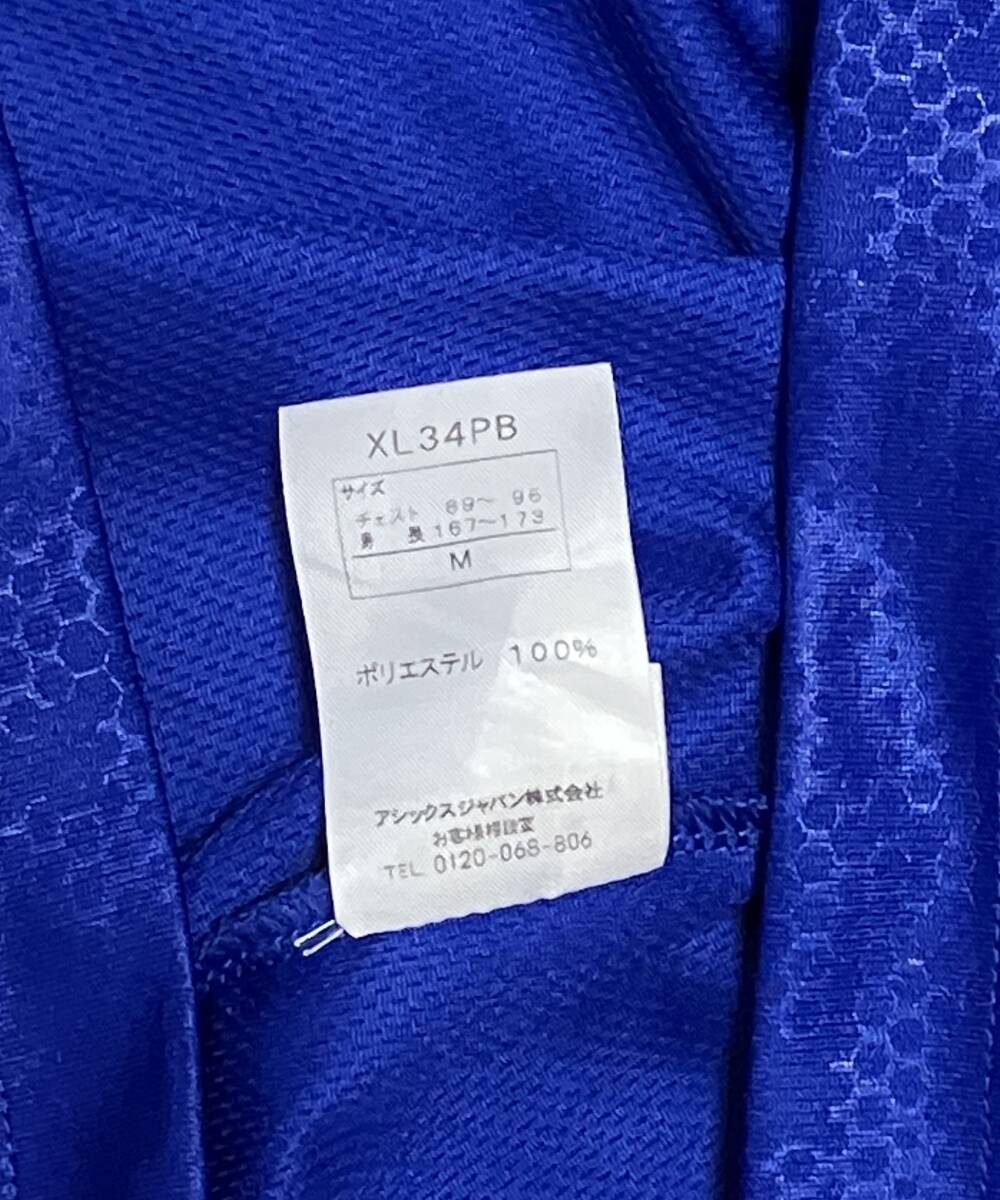 XL34PB
サイズ
チェスト 89～ 95
身 長 167～173
M
ポリエステル 100%
アシックスジャパン株式会社
お客様相談室
TEL 0120-068-806